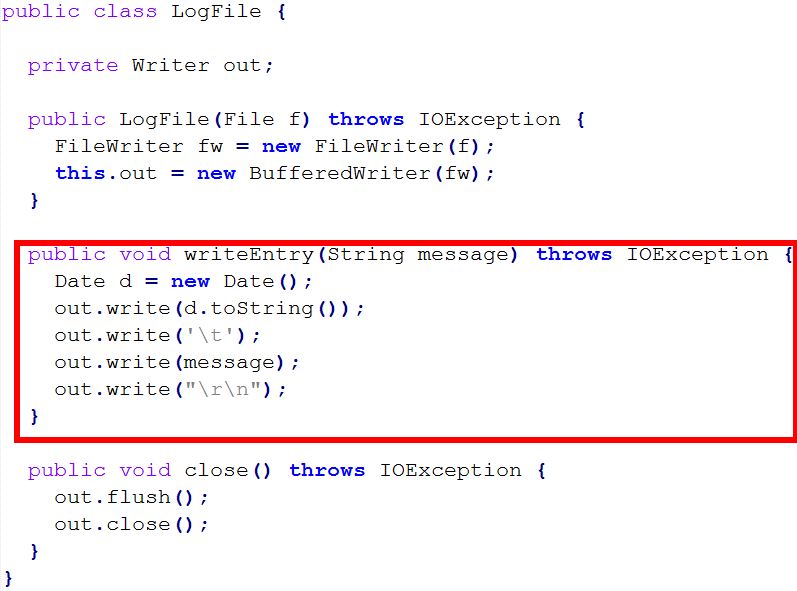 public class LogFile {
private Writer out;
public LogFile(File f) throws IOException {
FileWriter fw = new FileWriter(f);
this.out = new BufferedWriter(fw);
}
public void writeEntry(String message) throws IOException {
Date d = new Date();
out.write(d.toString());
out.write('\t');
out.write(message);
out.write("\r\n");
}
public void close() throws IOException {
out.flush();
out.close();
}
}